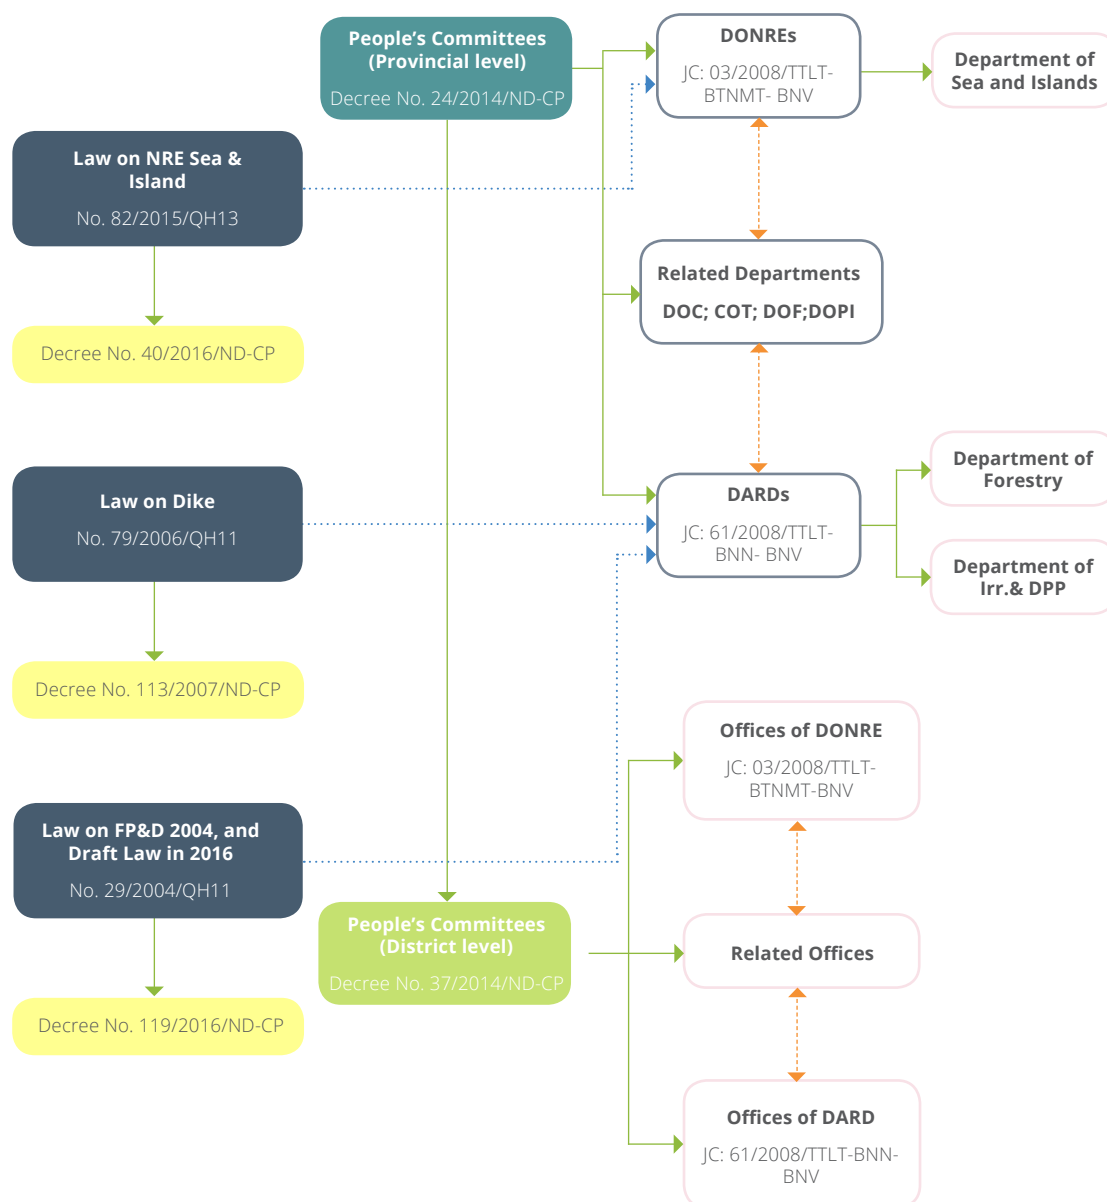 People's Committees
(Provincial level)
Decree No. 24/2014/ND-CP
DONREs
JC: 03/2008/TTLT-
BTNMT- BNV
Department of
Sea and Islands
Law on NRE Sea &
Island
No. 82/2015/QH13
Related Departments
DOC; COT; DOF;DOPI
Decree No. 40/2016/ND-CP
Law on Dike
No. 79/2006/QH11
DARDs
JC: 61/2008/TTLT-
BNN- BNV
Department of
Forestry
Department of
Irr.& DPP
Decree No. 113/2007/ND-CP
Offices of DONRE
JC: 03/2008/TTLT-
BTNMT-BNV
Law on FP&D 2004, and
Draft Law in 2016
No. 29/2004/QH11
People's Committees
(District level)
Decree No. 37/2014/ND-CP
Related Offices
Decree No. 119/2016/ND-CP
Offices of DARD
JC: 61/2008/TTLT-BNN-
BNV